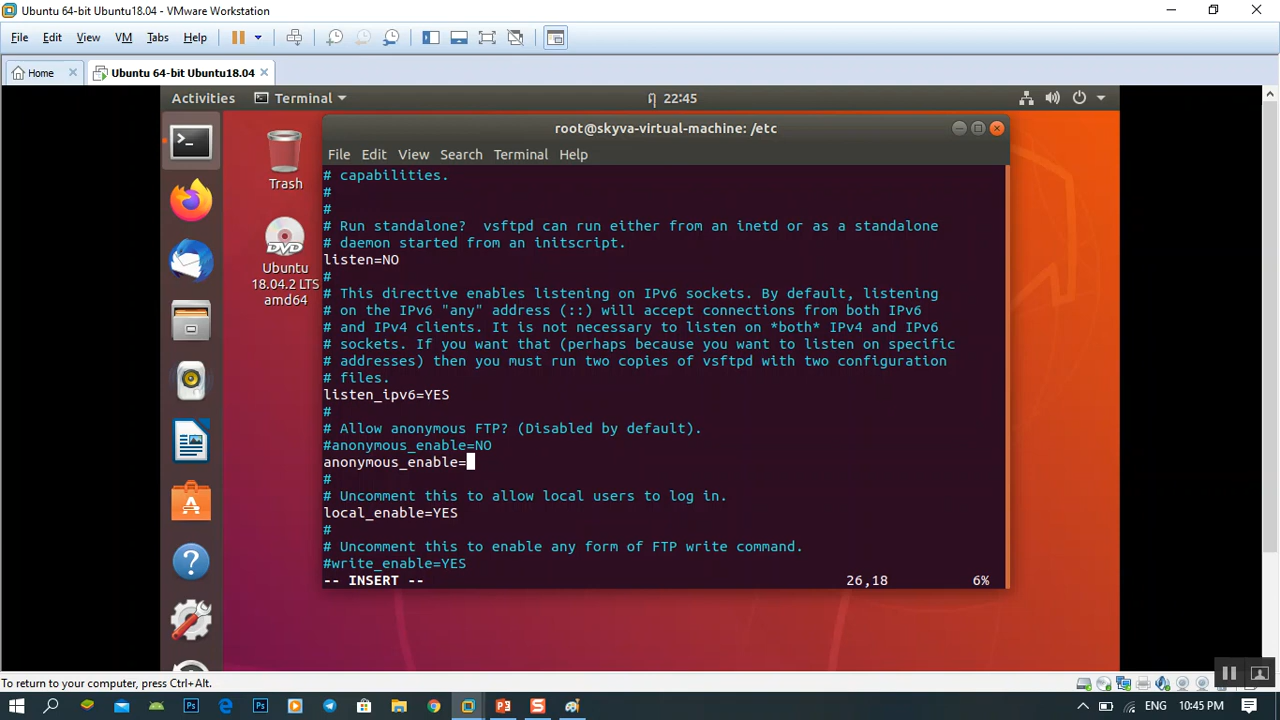 Ubuntu 64-bit Ubuntu18.04 - VMware Workstation
File Edit View VM Tabs Help
Home Ubuntu 64-bit Ubuntu18.04
Activities Terminal 22:45
root@skyva-virtual-machine: /etc
File Edit View Search Terminal Help
Trash
Ubuntu
18.04.2 LTS
amd64
# capabilities.
#
#
# Run standalone?  vsftpd can run either from an inetd or as a standalone
# daemon started from an initscript.
listen=NO
#
# This directive enables listening on IPv6 sockets. By default, listening
# on the IPv6 "any" address (::) will accept connections from both IPv6
# and IPv4 clients. It is not necessary to listen on *both* IPv4 and IPv6
# sockets. If you want that (perhaps because you want to listen on specific
# addresses) then you must run two copies of vsftpd with two configuration
# files.
listen_ipv6=YES
#
# Allow anonymous FTP? (Disabled by default).
#anonymous_enable=NO
anonymous_enable=
#
# Uncomment this to allow local users to log in.
local_enable=YES
#
# Uncomment this to enable any form of FTP write command.
#write_enable=YES
-- INSERT -- 26,18 6%
To return to your computer, press Ctrl+Alt.
ENG 10:45 PM